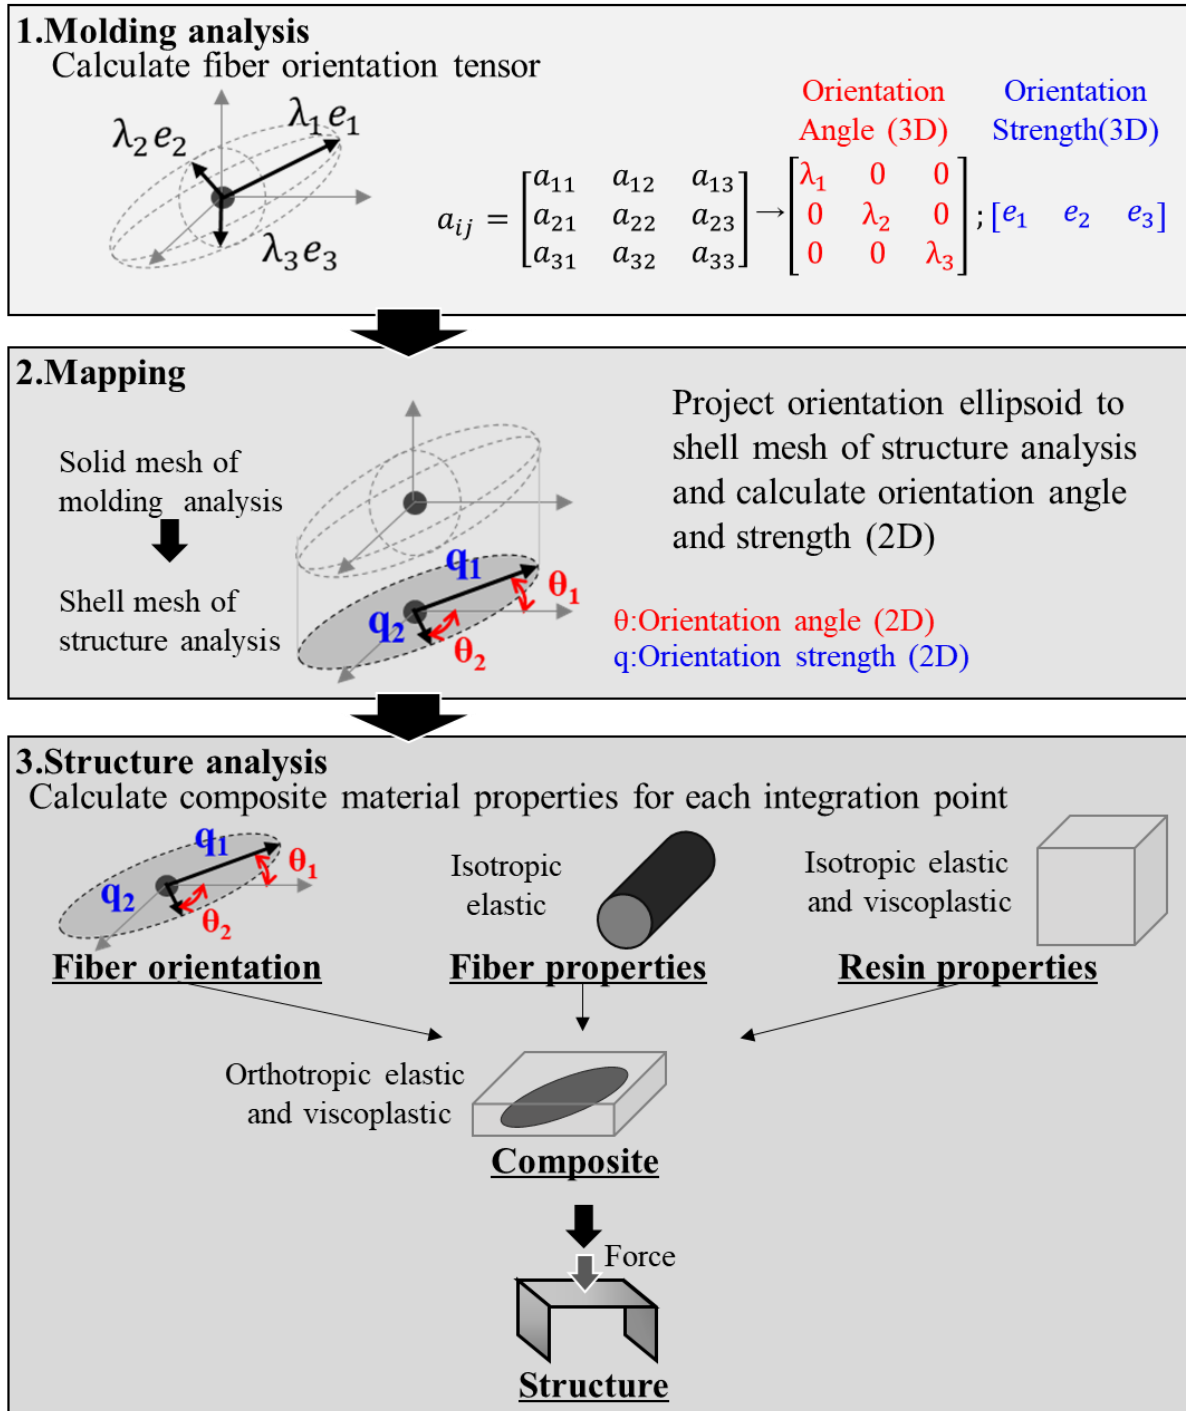 1.Molding analysis
Calculate fiber orientation tensor
λ₁e₁
λ₂e₂
λ₃e₃
Orientation Angle (3D)
Orientation Strength(3D)
a_ij = [a₁₁ a₁₂ a₁₃; a₂₁ a₂₂ a₂₃; a₃₁ a₃₂ a₃₃] → [λ₁ 0 0; 0 λ₂ 0; 0 0 λ₃] ; [e₁ e₂ e₃]
2.Mapping
Solid mesh of
molding analysis
Shell mesh of
structure analysis
q₁
θ₁
q₂
θ₂
Project orientation ellipsoid to
shell mesh of structure analysis
and calculate orientation angle
and strength (2D)
θ:Orientation angle (2D)
q:Orientation strength (2D)
3.Structure analysis
Calculate composite material properties for each integration point
q₁
θ₁
q₂
θ₂
Fiber orientation
Isotropic
elastic
Fiber properties
Isotropic elastic
and viscoplastic
Resin properties
Orthotropic elastic
and viscoplastic
Composite
Force
Structure